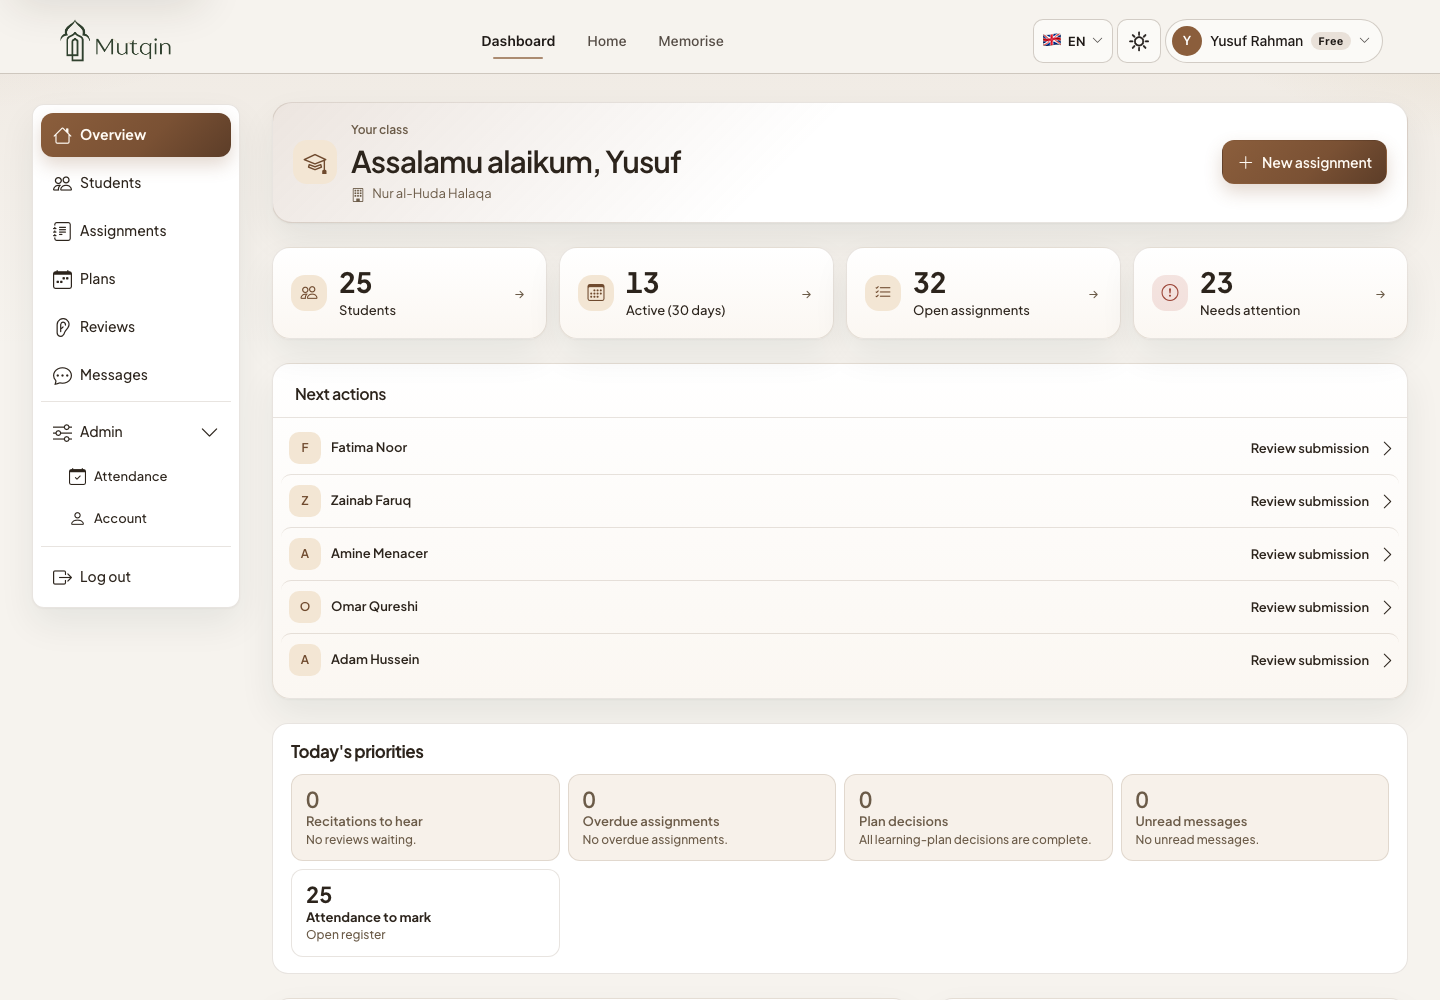 Mutqin
Dashboard
Home
Memorise
EN
Y
Yusuf Rahman
Free
Overview
Students
Assignments
Plans
Reviews
Messages
Admin
Attendance
Account
Log out
Your class
Assalamu alaikum, Yusuf
Nur al-Huda Halaqa
New assignment
25
Students
13
Active (30 days)
32
Open assignments
23
Needs attention
Next actions
F
Fatima Noor
Review submission
Z
Zainab Faruq
Review submission
A
Amine Menacer
Review submission
O
Omar Qureshi
Review submission
A
Adam Hussein
Review submission
Today's priorities
0
Recitations to hear
No reviews waiting.
0
Overdue assignments
No overdue assignments.
0
Plan decisions
All learning-plan decisions are complete.
0
Unread messages
No unread messages.
25
Attendance to mark
Open register